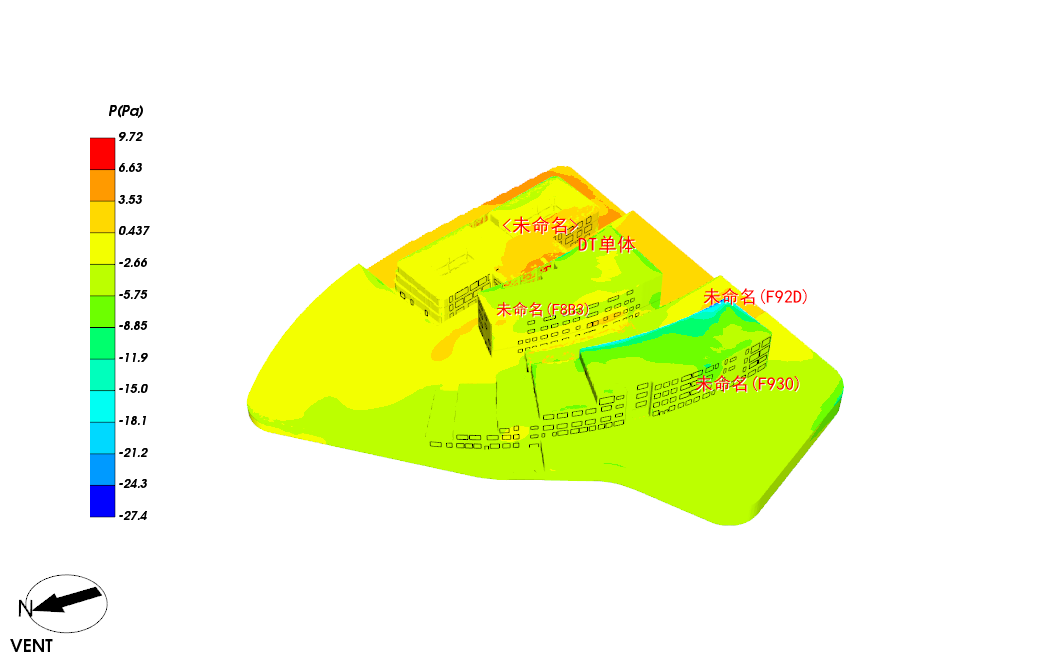 P(Pa)
9.72
6.63
3.53
0.437
-2.66
-5.75
-8.85
-11.9
-15.0
-18.1
-21.2
-24.3
-27.4
<未命名>
DT单体
未命名(F92D)
未命名(F8B3)
未命名(F930)
N
VENT